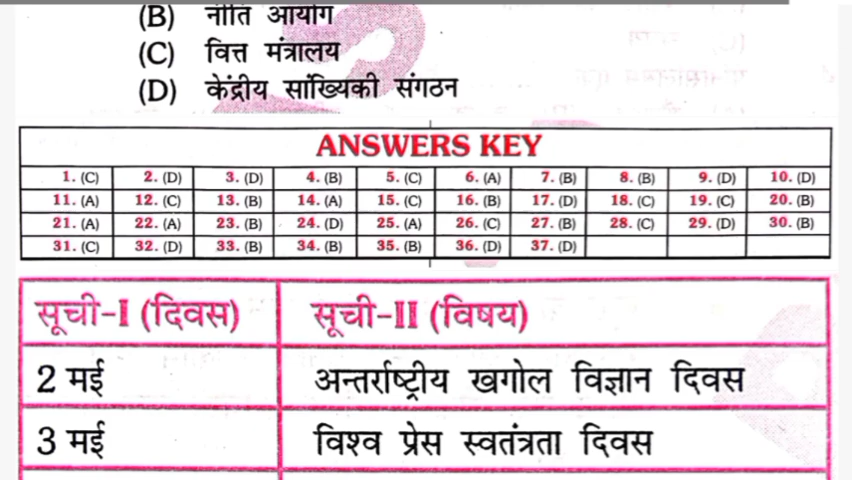 (B) नीति आयोग
(C) वित्त मंत्रालय
(D) केंद्रीय सांख्यिकी संगठन
ANSWERS KEY
1. (C) 2. (D) 3. (D) 4. (B) 5. (C) 6. (A) 7. (B) 8. (B) 9. (D) 10. (D)
11. (A) 12. (C) 13. (B) 14. (A) 15. (C) 16. (B) 17. (D) 18. (C) 19. (C) 20. (B)
21. (A) 22. (A) 23. (B) 24. (D) 25. (A) 26. (C) 27. (B) 28. (C) 29. (D) 30. (B)
31. (C) 32. (D) 33. (B) 34. (B) 35. (B) 36. (D) 37. (D)
सूची-I (दिवस) सूची-II (विषय)
2 मई अन्तर्राष्ट्रीय खगोल विज्ञान दिवस
3 मई विश्व प्रेस स्वतंत्रता दिवस